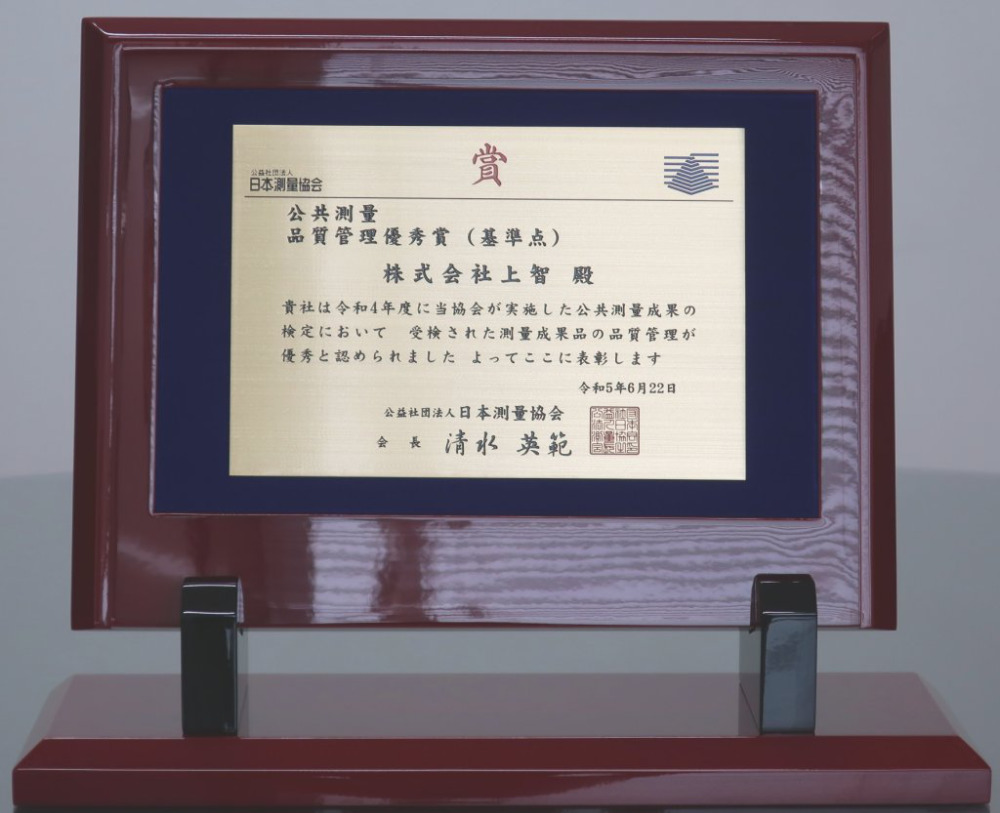 賞
公益社団法人
日本測量協会
公共測量
品質管理優秀賞（基準点）
株式会社上智 殿
貴社は令和4年度に当協会が実施した公共測量成果の
検定において 受検された測量成果品の品質管理が
優秀と認められました よってここに表彰します
令和5年6月22日
公益社団法人日本測量協会
会 長 清水 英範